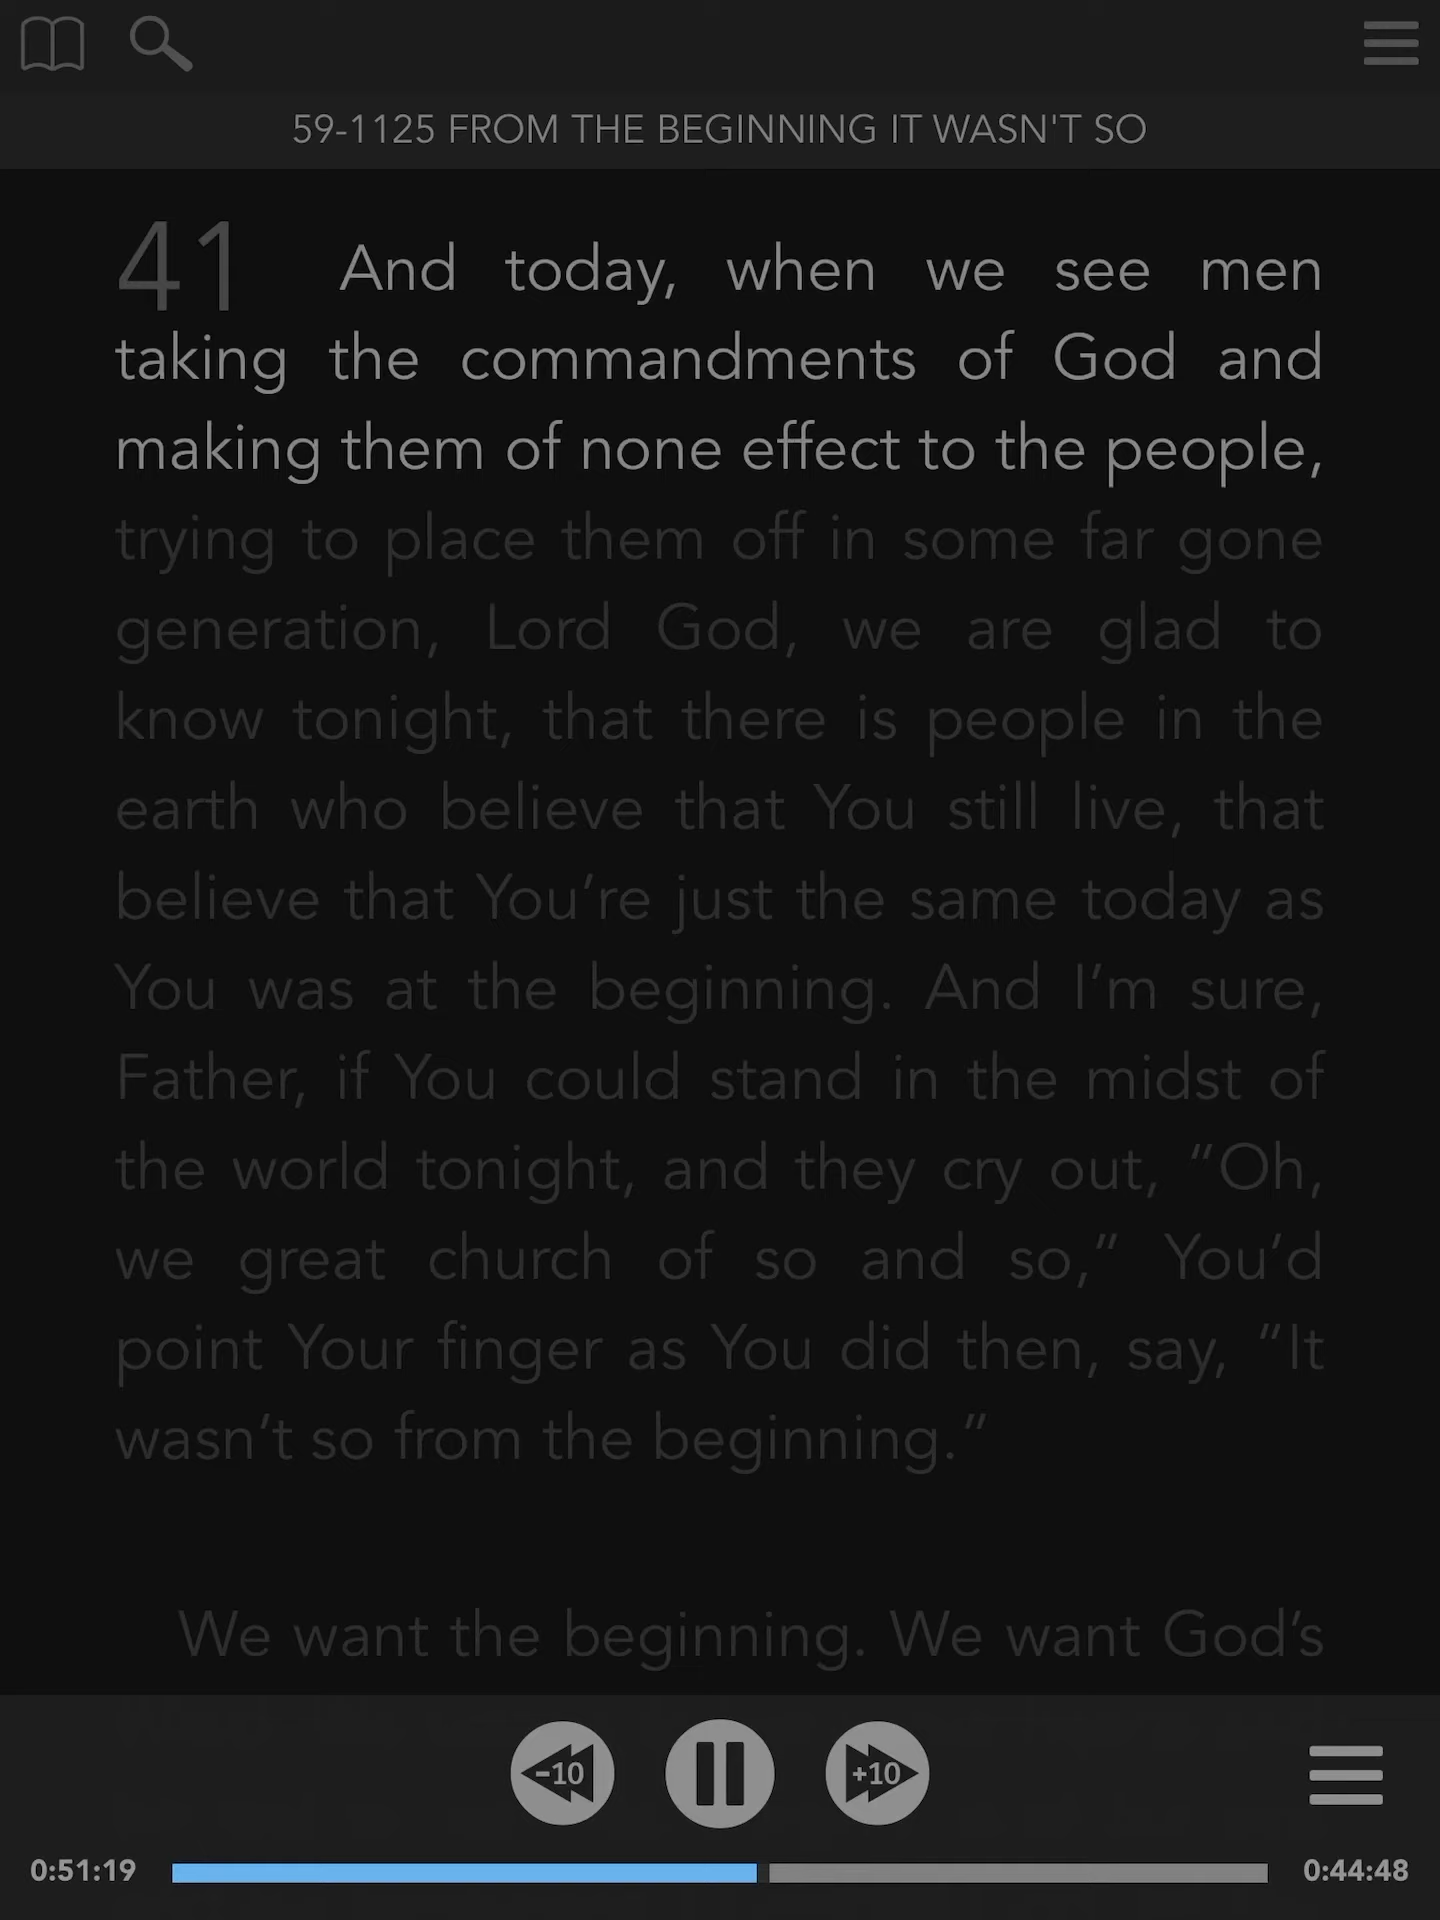 59-1125 FROM THE BEGINNING IT WASN'T SO
41 And today, when we see men
taking the commandments of God and
making them of none effect to the people,
trying to place them off in some far gone
generation, Lord God, we are glad to
know tonight, that there is people in the
earth who believe that You still live, that
believe that You’re just the same today as
You was at the beginning. And I’m sure,
Father, if You could stand in the midst of
the world tonight, and they cry out, “Oh,
we great church of so and so,” You’d
point Your finger as You did then, say, “It
wasn’t so from the beginning.”
We want the beginning. We want God’s
-10 +10
0:51:19 0:44:48